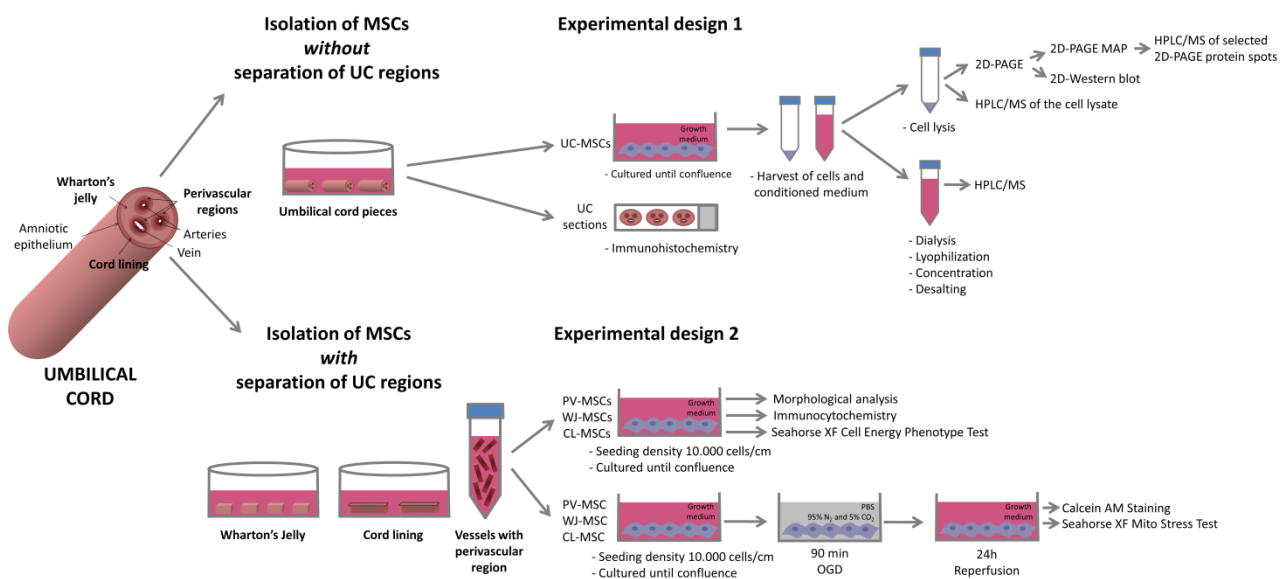 Isolation of MSCs
without
separation of UC regions
Experimental design 1
Wharton's
jelly
Perivascular
regions
Amniotic
epithelium
Arteries
Vein
Cord lining
UMBILICAL
CORD
Umbilical cord pieces
UC-MSCs
Growth
medium
- Cultured until confluence
UC
sections
- Immunohistochemistry
- Harvest of cells and
conditioned medium
- Cell lysis
2D-PAGE
2D-PAGE MAP
HPLC/MS of selected
2D-PAGE protein spots
2D-Western blot
HPLC/MS of the cell lysate
HPLC/MS
- Dialysis
- Lyophilization
- Concentration
- Desalting
Isolation of MSCs
with
separation of UC regions
Experimental design 2
Wharton's Jelly
Cord lining
Vessels with
perivascular
region
PV-MSCs
WJ-MSCs
CL-MSCs
Growth
medium
- Seeding density 10.000 cells/cm
- Cultured until confluence
Morphological analysis
Immunocytochemistry
Seahorse XF Cell Energy Phenotype Test
PV-MSC
WJ-MSC
CL-MSC
Growth
medium
- Seeding density 10.000 cells/cm
- Cultured until confluence
PBS
95% N₂ and 5% CO₂
90 min
OGD
Growth
medium
24h
Reperfusion
Calcein AM Staining
Seahorse XF Mito Stress Test